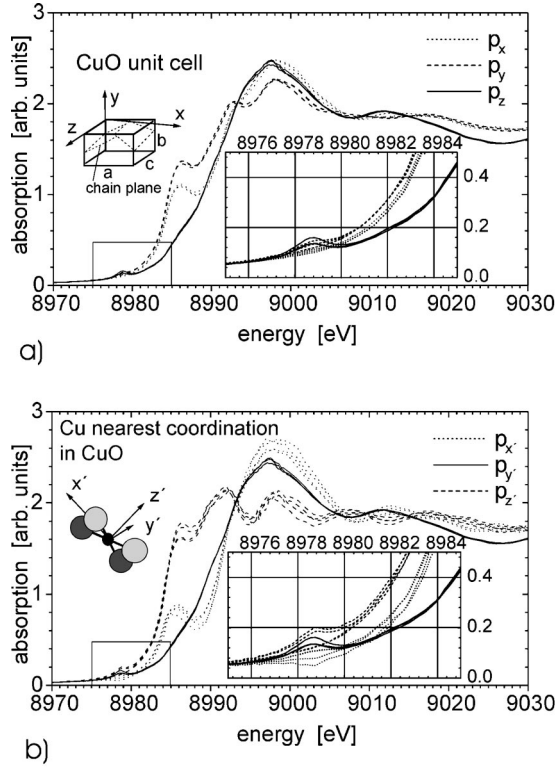 3
CuO unit cell
y
x
z
b
a
c
chain plane
p_x
p_y
p_z
8976 8978 8980 8982 8984
0.4
0.2
0.0
2
1
0
absorption [arb. units]
8970 8980 8990 9000 9010 9020 9030
energy [eV]
a)
3
Cu nearest coordination
in CuO
x´
z´
y´
p_x´
p_y´
p_z´
8976 8978 8980 8982 8984
0.4
0.2
0.0
2
1
0
absorption [arb. units]
8970 8980 8990 9000 9010 9020 9030
energy [eV]
b)